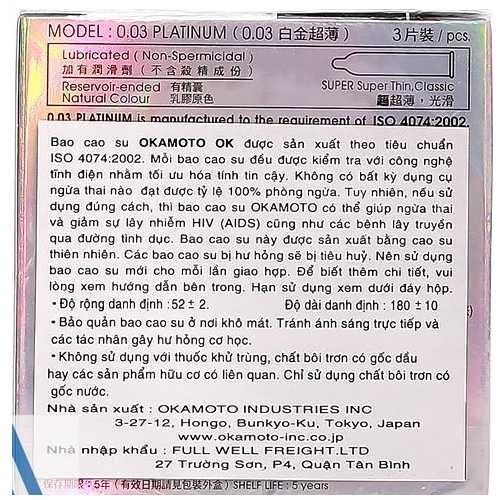 MODEL : 0.03 PLATINUM ( 0.03 白金超薄 ) 3 片裝 / pcs.
Lubricated ( Non-Spermicidal )
加有潤滑劑 ( 不含殺精成份 )
Reservoir-ended 有精囊 SUPER Super Thin,Classic
Natural Colour 乳膠原色 超超薄，光滑
0.03 PLATINUM is manufactured to the requirement of ISO 4074:2002.
Bao cao su OKAMOTO OK được sản xuất theo tiêu chuẩn
ISO 4074:2002. Mỗi bao cao su đều được kiểm tra với công nghệ
tĩnh điện nhằm tối ưu hóa tính tin cậy. Không có bất kỳ dụng cụ
ngừa thai nào đạt được tỷ lệ 100% phòng ngừa. Tuy nhiên, nếu sử
dụng đúng cách, thì bao cao su OKAMOTO có thể giúp ngừa thai
và giảm sự lây nhiễm HIV (AIDS) cũng như các bệnh lây truyền
qua đường tình dục. Bao cao su này được sản xuất bằng cao su
thiên nhiên. Các bao cao su bị hư hỏng sẽ bị tiêu huỷ. Nên sử dụng
bao cao su mới cho mỗi lần giao hợp. Để biết thêm chi tiết, vui
lòng xem hướng dẫn bên trong. Hạn sử dụng xem dưới đáy hộp.
• Độ rộng danh định : 52 ± 2. Độ dài danh định : 180 ± 10
• Bảo quản bao cao su ở nơi khô mát. Tránh ánh sáng trực tiếp và
các tác nhân gây hư hỏng cơ học.
• Không sử dụng với thuốc khử trùng, chất bôi trơn có gốc dầu
hay các sản phẩm hữu cơ có liên quan. Chỉ sử dụng chất bôi trơn có
gốc nước.
Nhà sản xuất : OKAMOTO INDUSTRIES INC
3-27-12, Hongo, Bunkyo-Ku, Tokyo, Japan
www.okamoto-inc.co.jp
Nhà nhập khẩu : FULL WELL FREIGHT.LTD
27 Trường Sơn, P4, Quận Tân Bình
保存期限 : 5年 ( 有效日期請見包裝外盒 ) SHELF LIFE : 5 years